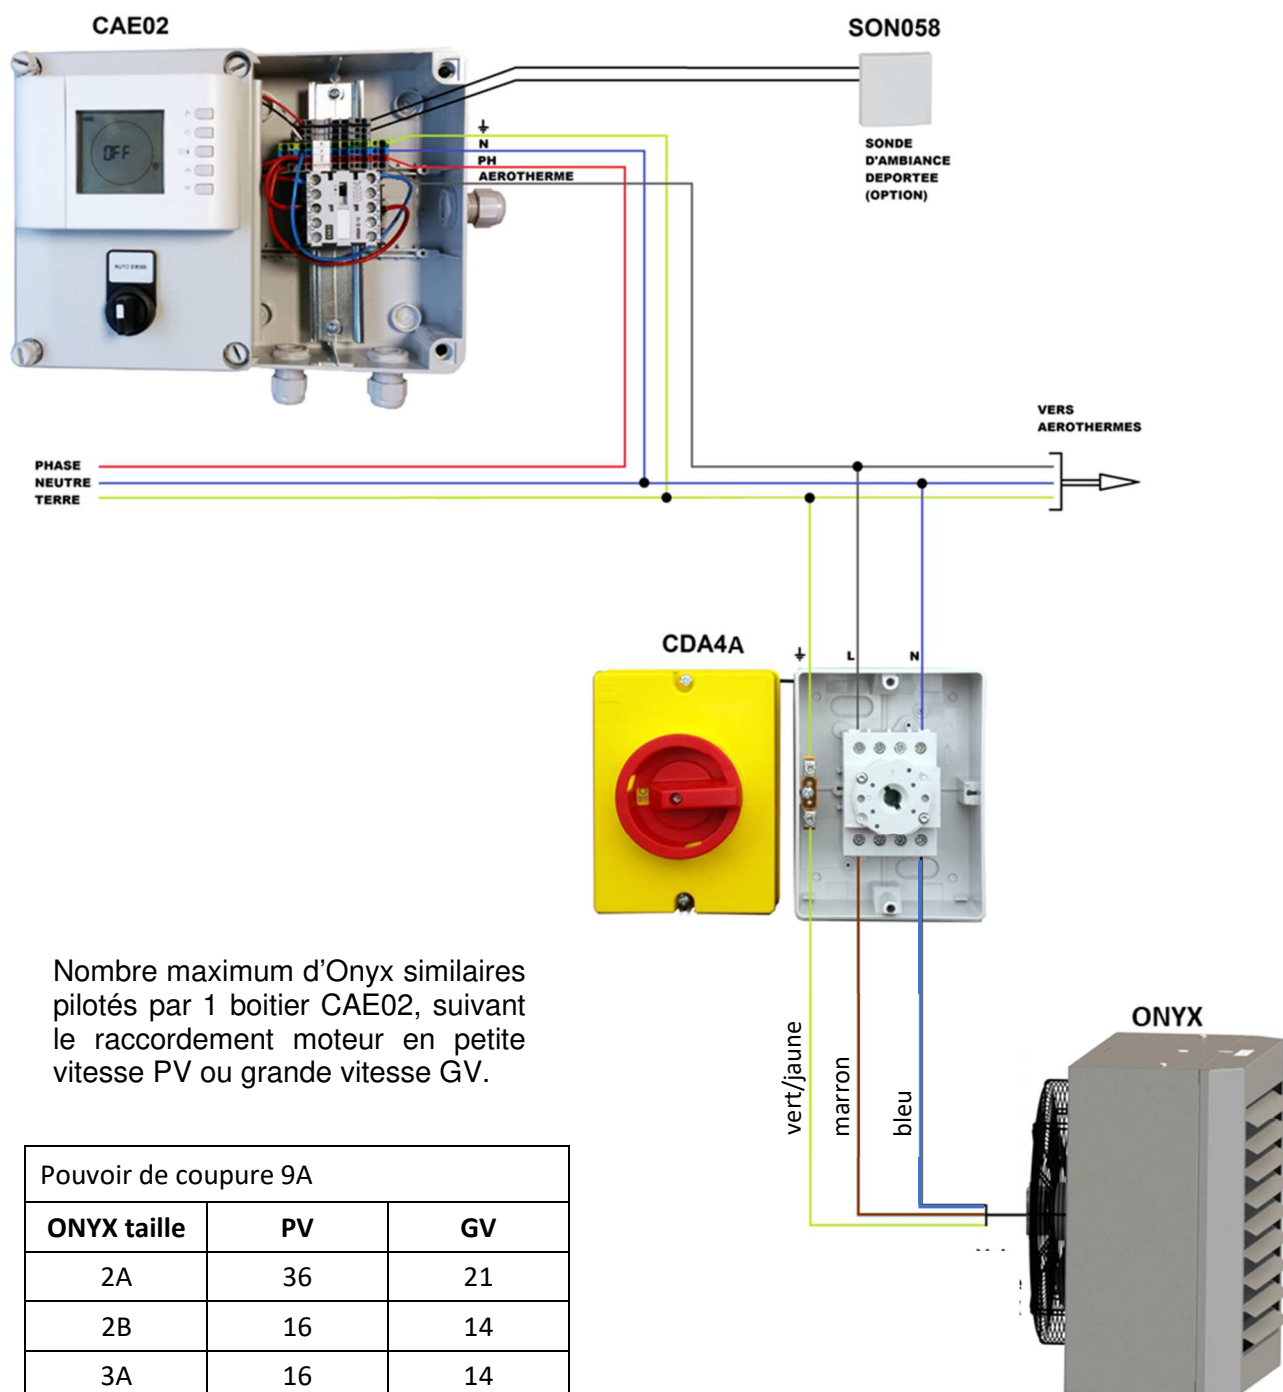 CAE02
SON058
OFF
AUTO 0 MAN
N
PH
AEROTHERME
SONDE
D'AMBIANCE
DEPORTEE
(OPTION)
VERS
AEROTHERMES
PHASE
NEUTRE
TERRE
CDA4A
L
N
Nombre maximum d'Onyx similaires
pilotés par 1 boitier CAE02, suivant
le raccordement moteur en petite
vitesse PV ou grande vitesse GV.
vert/jaune
marron
bleu
ONYX
Pouvoir de coupure 9A
ONYX taille PV GV
2A 36 21
2B 16 14
3A 16 14